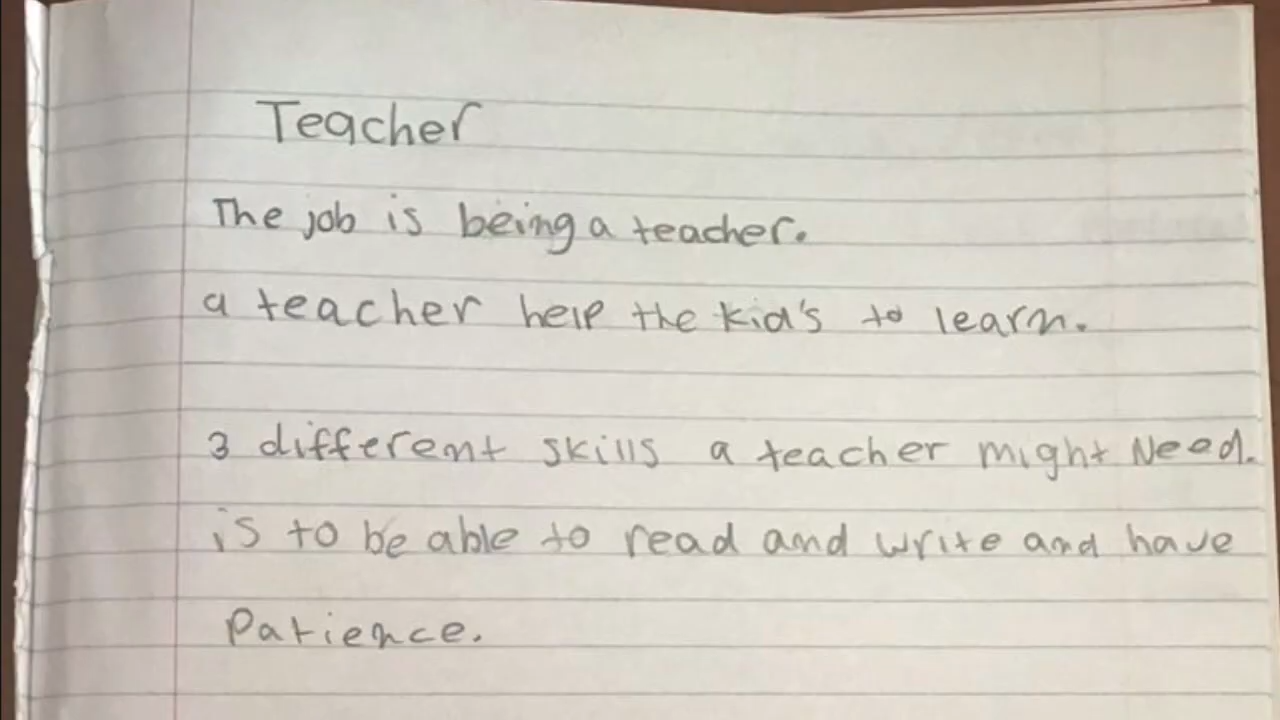 Teacher
The job is being a teacher.
a teacher help the kid's to learn.
3 different skills a teacher might Need.
is to be able to read and write and have
Patience.